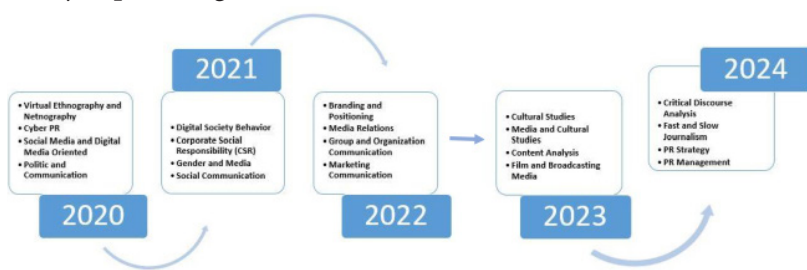 • Virtual Ethnography and
Netnography
• Cyber PR
• Social Media and Digital
Media Oriented
• Politic and
Communication
2020
2021
• Digital Society Behavior
• Corporate Social
Responsibility (CSR)
• Gender and Media
• Social Communication
• Branding and
Positioning
• Media Relations
• Group and Organization
Communication
• Marketing
Communication
2022
• Cultural Studies
• Media and Cultural
Studies
• Content Analysis
• Film and Broadcasting
Media
2023
2024
• Critical Discourse
Analysis
• Fast and Slow
Journalism
• PR Strategy
• PR Management